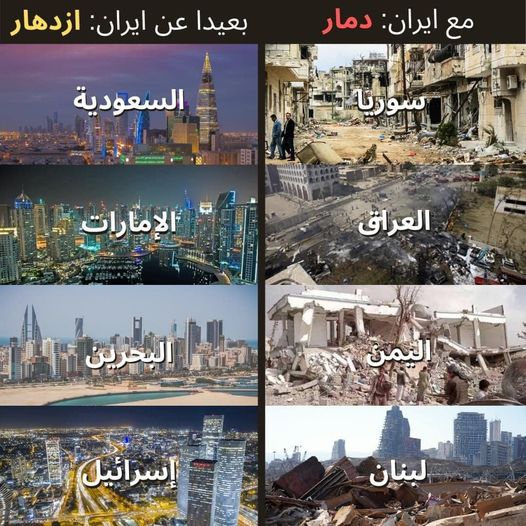 مع ايران: دمار
بعيدا عن ايران: ازدهار
سوريا
السعودية
العراق
الإمارات
اليمن
البحرين
لبنان
إسرائيل